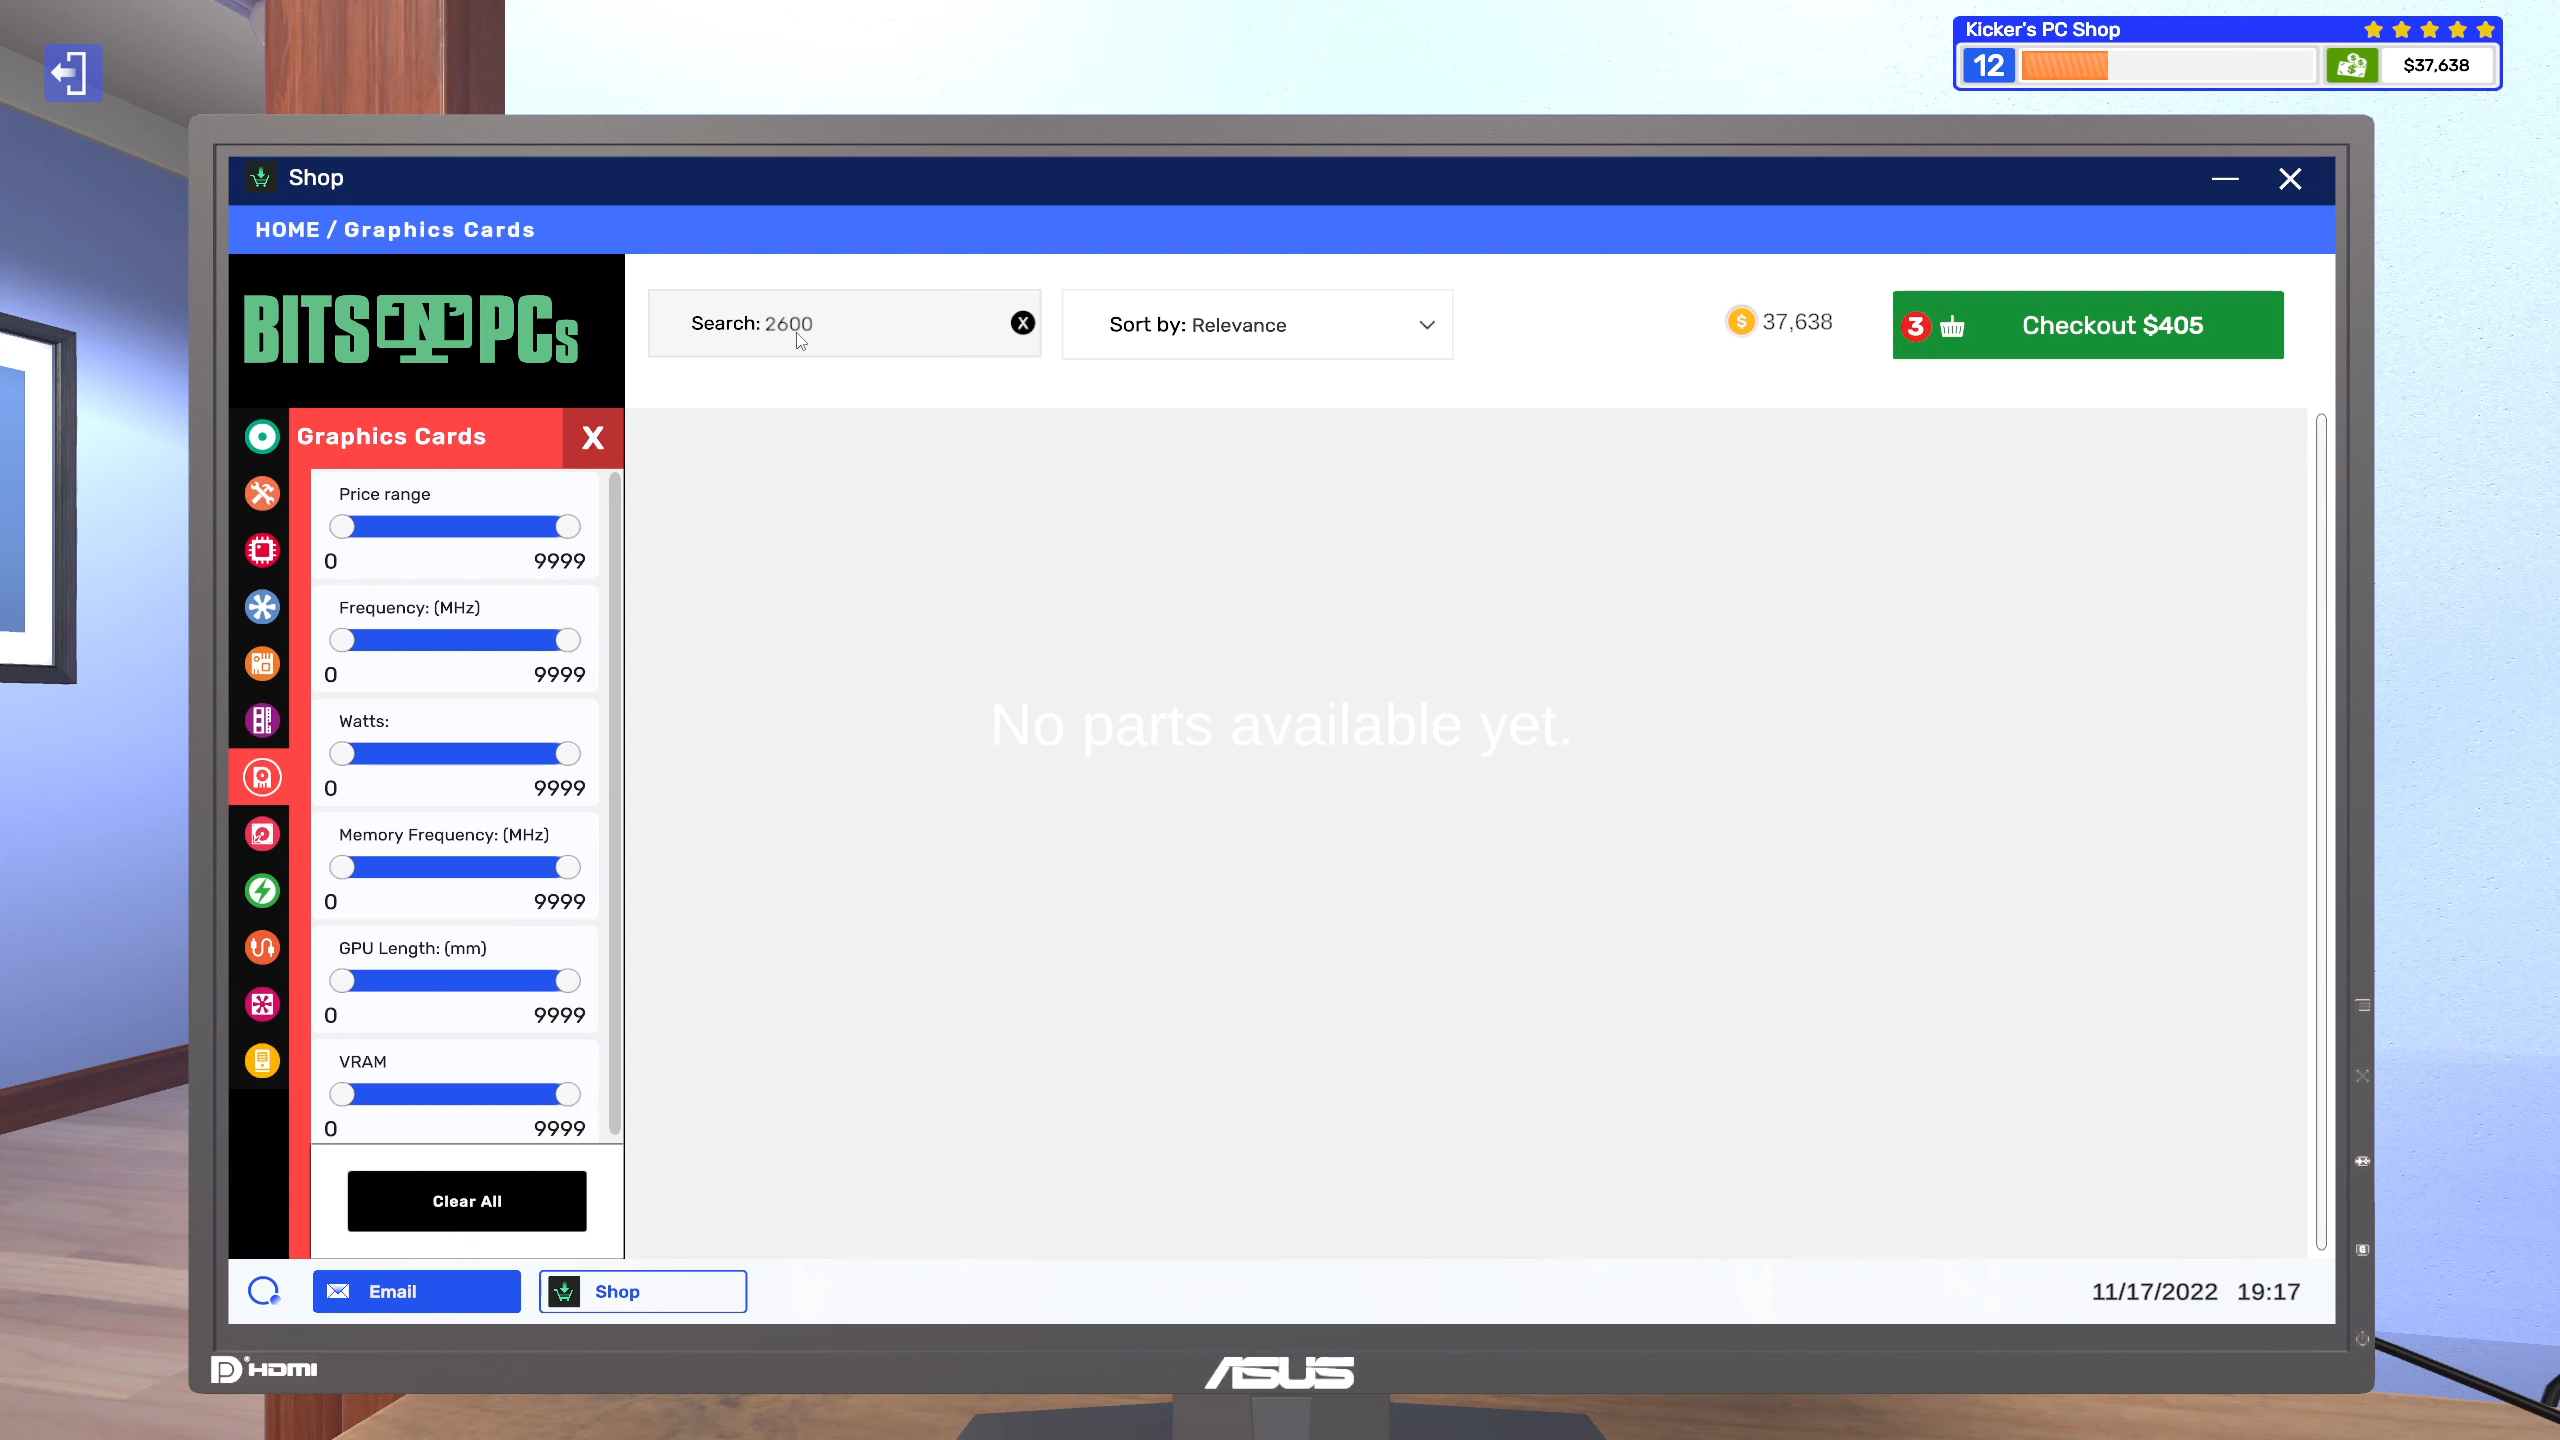 Kicker's PC Shop
12
$37,638
Shop
HOME / Graphics Cards
BITS EN PCs
Search: 2600
X
Sort by: Relevance
$ 37,638
3
Checkout $405
Graphics Cards
X
Price range
0 9999
Frequency: (MHz)
0 9999
Watts:
0 9999
Memory Frequency: (MHz)
0 9999
GPU Length: (mm)
0 9999
VRAM
0 9999
No parts available yet.
Clear All
Email
Shop
11/17/2022 19:17
HDMI
ASUS